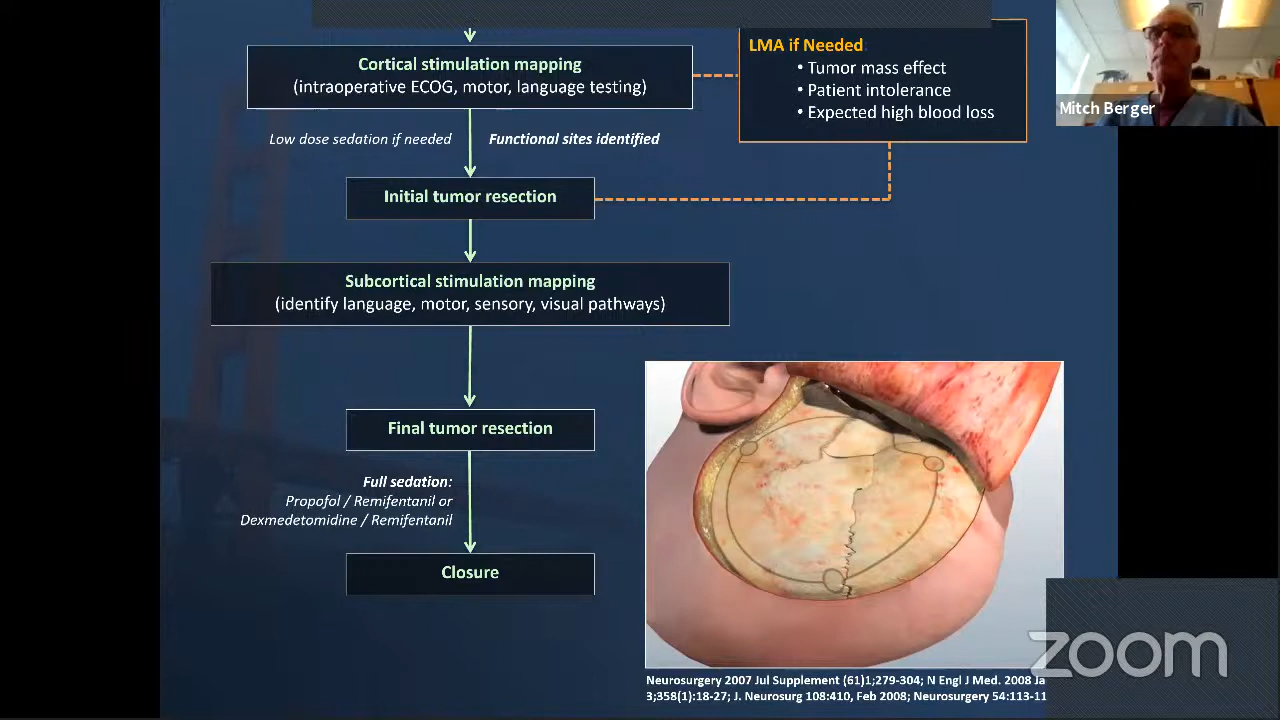 Cortical stimulation mapping
(intraoperative ECOG, motor, language testing)
LMA if Needed
• Tumor mass effect
• Patient intolerance
• Expected high blood loss
Mitch Berger
Low dose sedation if needed
Functional sites identified
Initial tumor resection
Subcortical stimulation mapping
(identify language, motor, sensory, visual pathways)
Final tumor resection
Full sedation:
Propofol / Remifentanil or
Dexmedetomidine / Remifentanil
Closure
zoom
Neurosurgery 2007 Jul Supplement (61)1;279-304; N Engl J Med. 2008 Ja
3;358(1):18-27; J. Neurosurg 108:410, Feb 2008; Neurosurgery 54:113-11